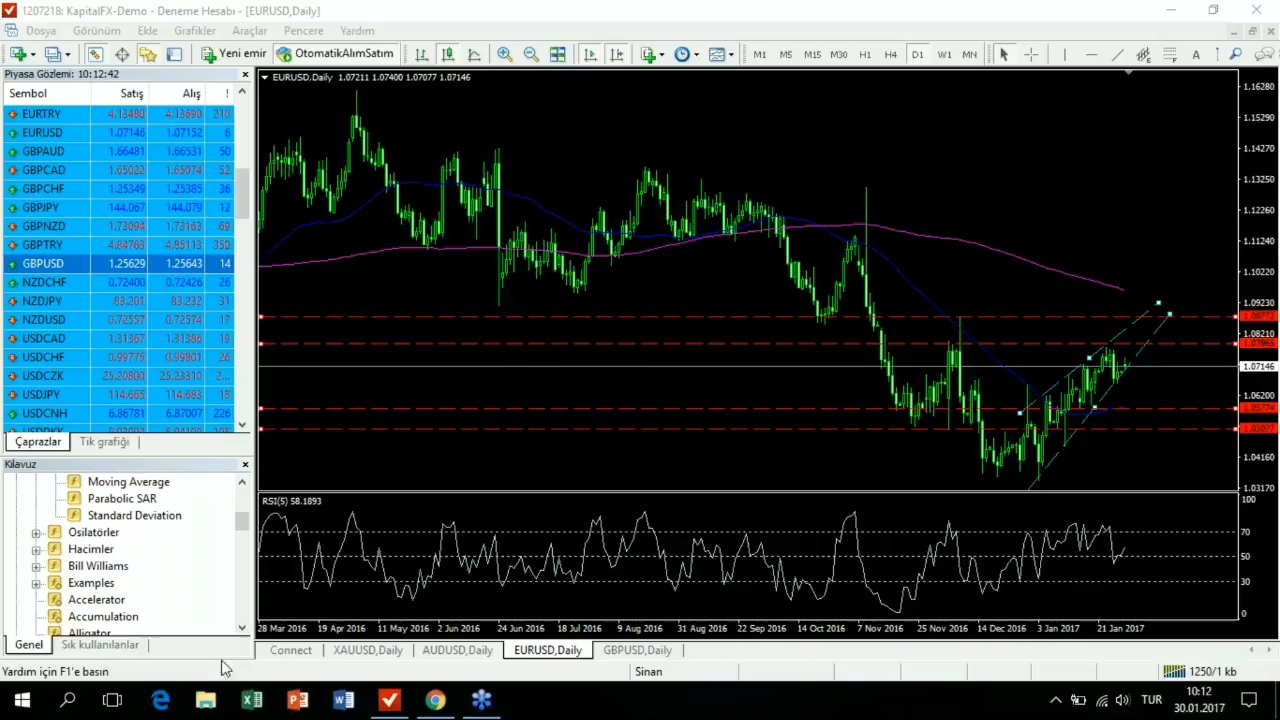 1207218: KapitalFX-Demo - Deneme Hesabı - [EURUSD,Daily]
Dosya Görünüm Ekle Grafikler Araçlar Pencere Yardım
Yeni emir OtomatikAlımSatım M1 M5 M15 M30 H1 H4 D1 W1 MN A
Piyasa Gözlemi: 10:12:42
Sembol Satış Alış !
EURTRY 4.13480 4.13690 210
EURUSD 1.07146 1.07152 6
GBPAUD 1.66481 1.66531 50
GBPCAD 1.65022 1.65074 52
GBPCHF 1.25349 1.25385 36
GBPJPY 144.067 144.079 12
GBPNZD 1.73094 1.73163 69
GBPTRY 4.84763 4.85113 350
GBPUSD 1.25629 1.25643 14
NZDCHF 0.72400 0.72426 26
NZDJPY 83.201 83.232 31
NZDUSD 0.72557 0.72574 17
USDCAD 1.31367 1.31386 19
USDCHF 0.99775 0.99801 26
USDCZK 25.20800 25.23310 2...
USDJPY 114.665 114.683 18
USDCNH 6.86781 6.87007 226
Çaprazlar Tik grafiği
Kılavuz
Moving Average
Parabolic SAR
Standard Deviation
Osilatörler
Hacimler
Bill Williams
Examples
Accelerator
Accumulation
Alligator
Genel Sık kullanılanlar
EURUSD,Daily 1.07211 1.07400 1.07077 1.07146
1.16280
1.15290
1.14270
1.13250
1.12260
1.11240
1.10220
1.09230
1.08773
1.08210
1.07865
1.07146
1.06200
1.05774
1.05077
1.04160
1.03170
RSI(5) 58.1893
100
70
50
30
0
28 Mar 2016 19 Apr 2016 11 May 2016 2 Jun 2016 24 Jun 2016 18 Jul 2016 9 Aug 2016 31 Aug 2016 22 Sep 2016 14 Oct 2016 7 Nov 2016 25 Nov 2016 14 Dec 2016 3 Jan 2017 21 Jan 2017
Connect XAUUSD,Daily AUDUSD,Daily EURUSD,Daily GBPUSD,Daily
Yardım için F1'e basın Sinan 1250/1 kb
TUR 10:12
30.01.2017